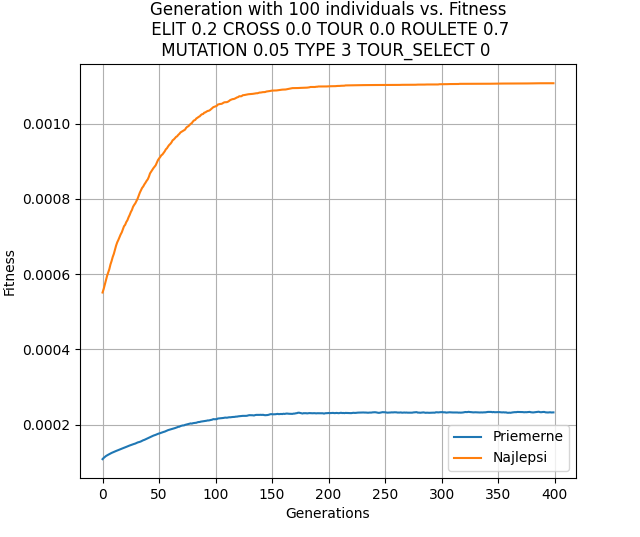 Generation with 100 individuals vs. Fitness
ELIT 0.2 CROSS 0.0 TOUR 0.0 ROULETE 0.7
MUTATION 0.05 TYPE 3 TOUR_SELECT 0
0.0010
0.0008
0.0006
0.0004
0.0002
Fitness
Priemerne
Najlepsi
0 50 100 150 200 250 300 350 400
Generations